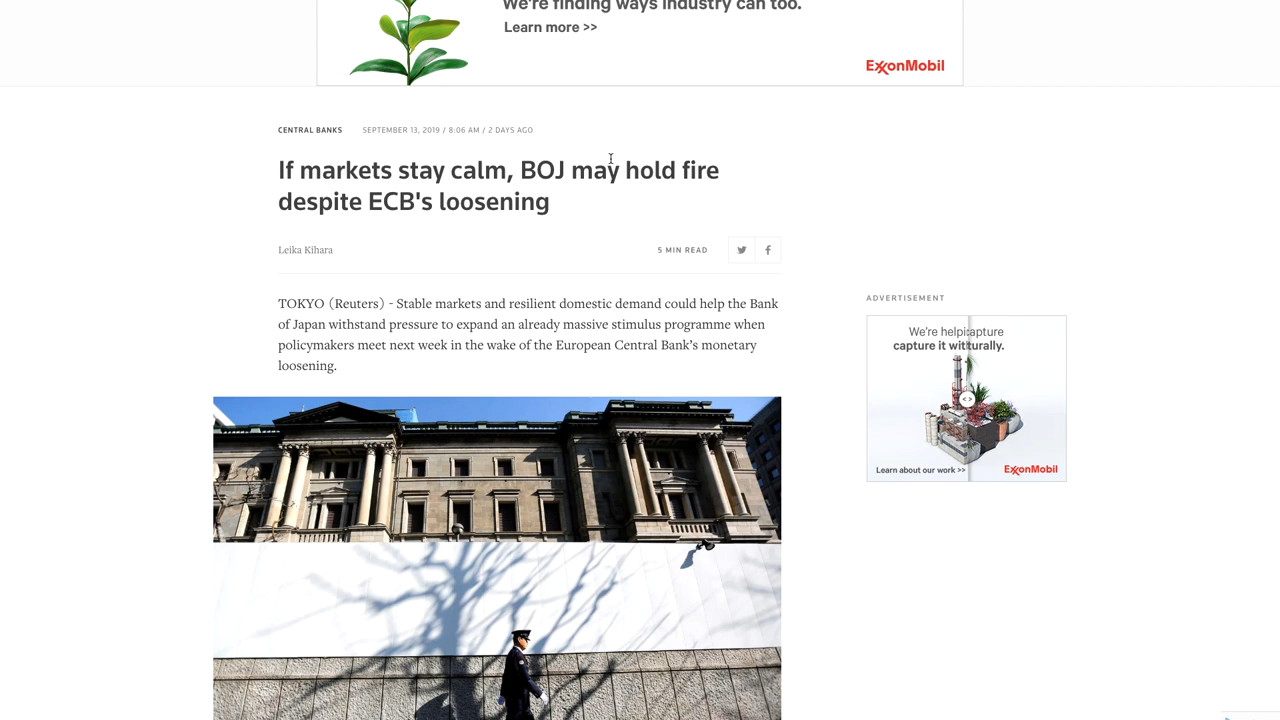 We're finding ways industry can too.
Learn more >>
ExxonMobil
CENTRAL BANKS SEPTEMBER 13, 2019 / 8:06 AM / 2 DAYS AGO
If markets stay calm, BOJ may hold fire
despite ECB's loosening
Leika Kihara
5 MIN READ
TOKYO (Reuters) - Stable markets and resilient domestic demand could help the Bank
of Japan withstand pressure to expand an already massive stimulus programme when
policymakers meet next week in the wake of the European Central Bank's monetary
loosening.
ADVERTISEMENT
We're helpi apture
capture it wit turally.
Learn about our work >>
ExxonMobil